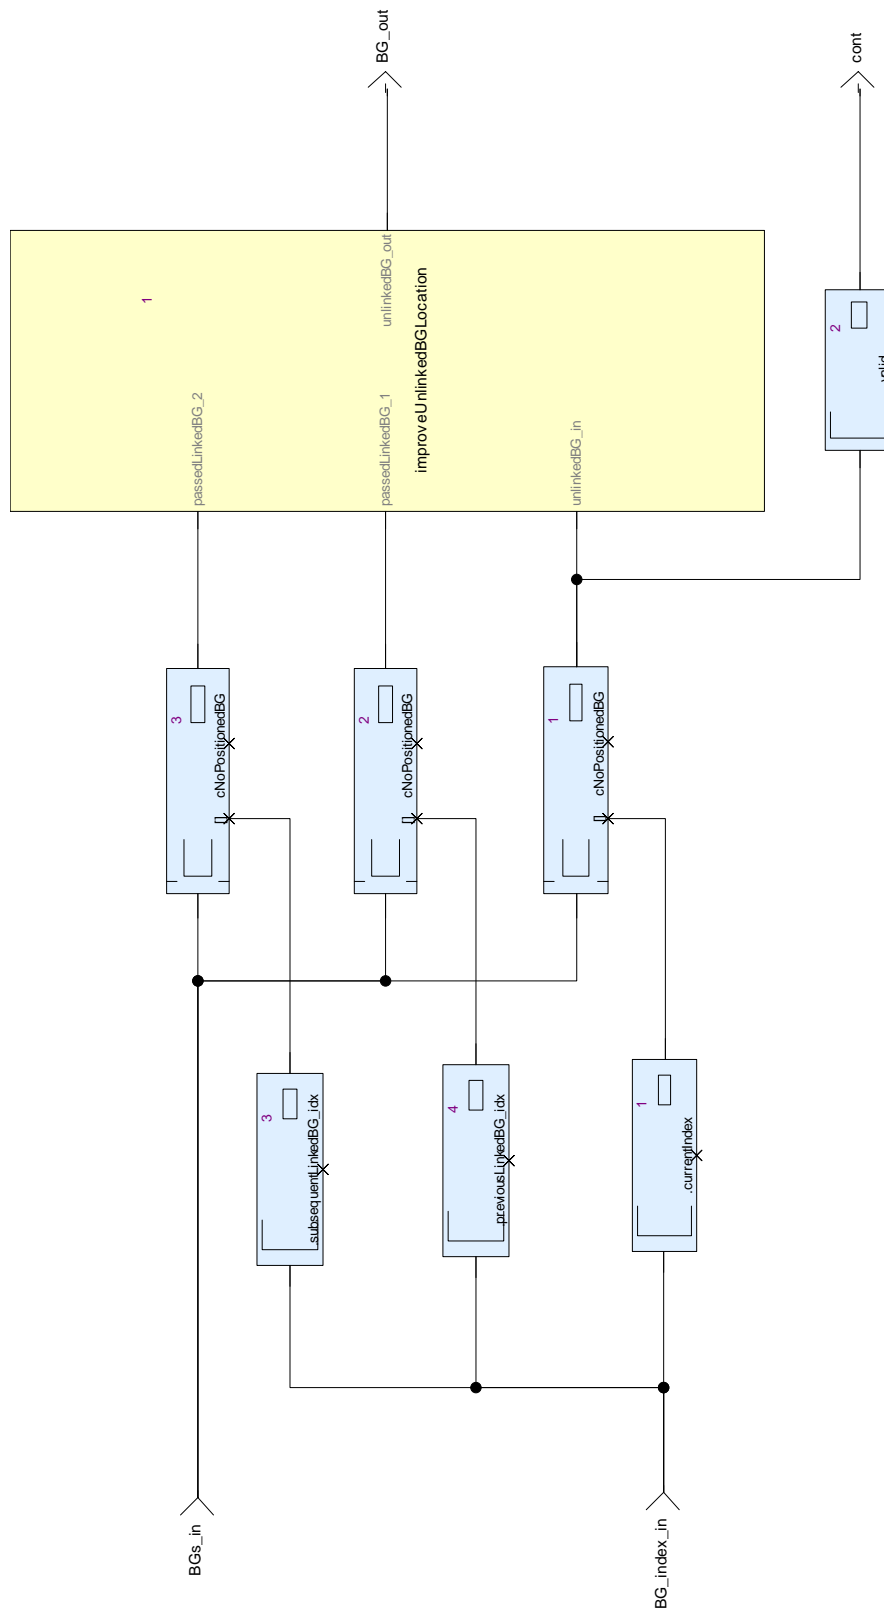 BGs_in
3
cNoPositionedBG
passedLinkedBG_2
1
.subsequentLinkedBG_idx
3
2
cNoPositionedBG
passedLinkedBG_1
unlinkedBG_out
BG_out
improveUnlinkedBGLocation
4
.previousLinkedBG_idx
1
cNoPositionedBG
unlinkedBG_in
BG_index_in
1
.currentIndex
2
cont